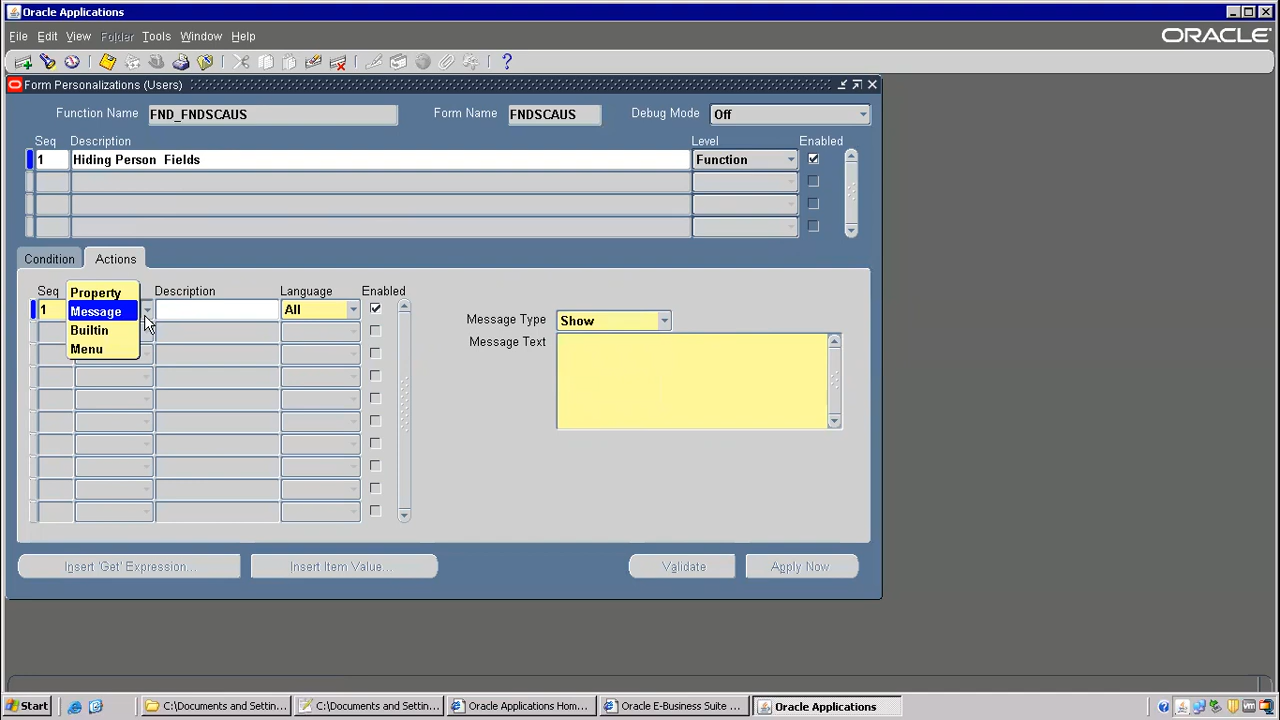 Oracle Applications
File Edit View Folder Tools Window Help
ORACLE
Form Personalizations (Users)
Function Name FND_FNDSCAUS Form Name FNDSCAUS Debug Mode Off
Seq Description Level Enabled
1 Hiding Person Fields Function
Condition Actions
Seq Description Language Enabled
Property
1 Message All
Builtin
Menu
Message Type Show
Message Text
Insert 'Get' Expression... Insert Item Value... Validate Apply Now
Start C:\Documents and Settin... C:\Documents and Settin... Oracle Applications Hom... Oracle E-Business Suite ... Oracle Applications